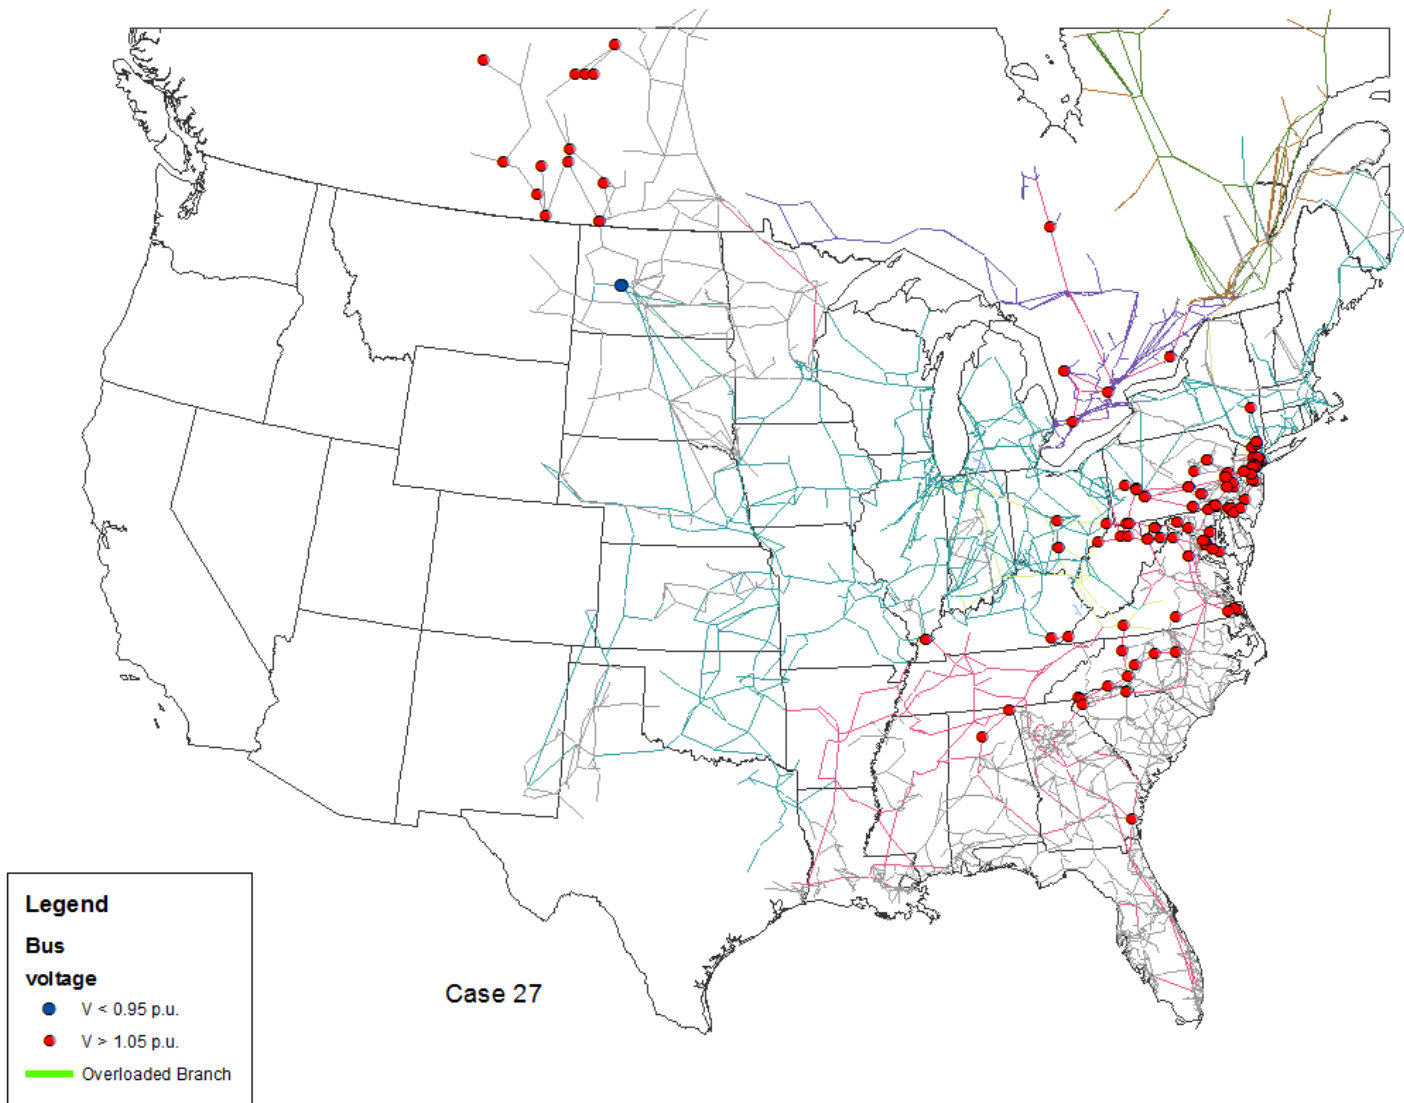 Legend
Bus
voltage
V < 0.95 p.u.
V > 1.05 p.u.
Overloaded Branch
Case 27